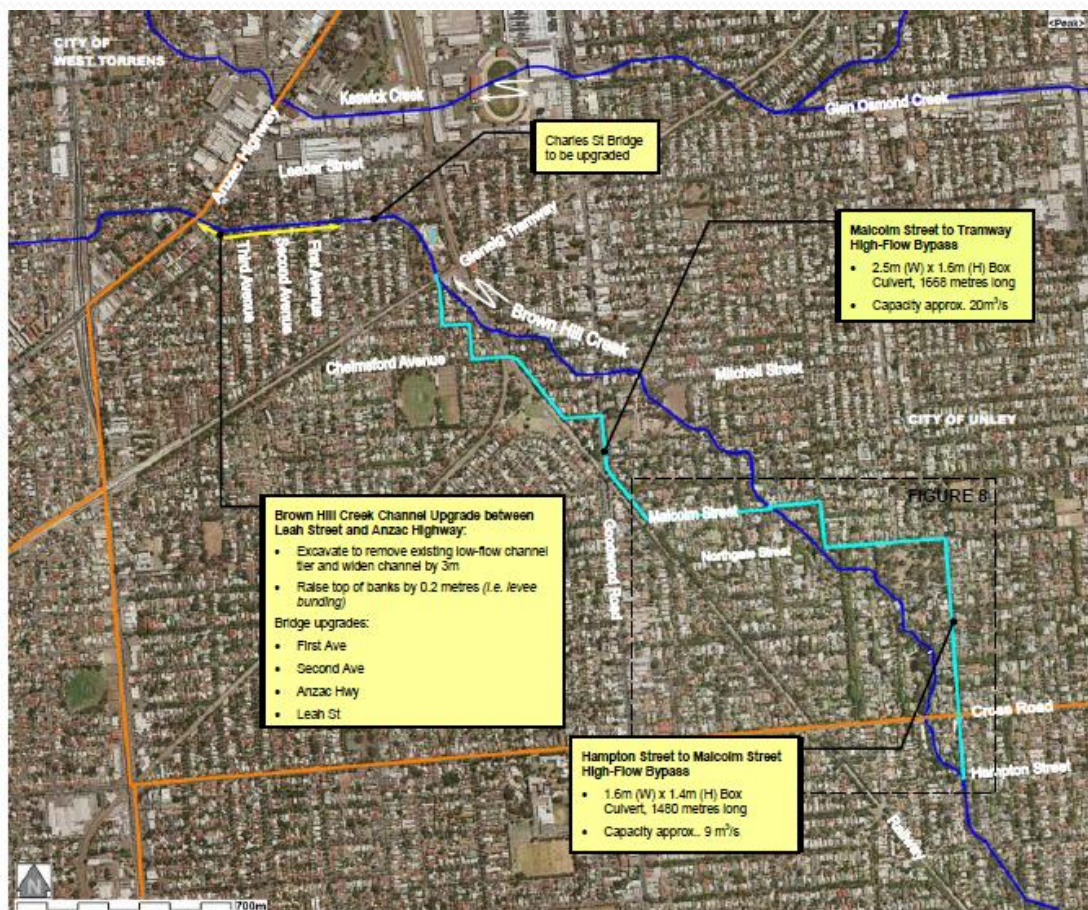 <Peak>
CITY OF
WEST TORRENS
Keswick Creek
Glen Osmond Creek
Anzac Highway
Charles St Bridge
to be upgraded
Leader Street
Malcolm Street to Tramway
High-Flow Bypass
• 2.5m (W) x 1.6m (H) Box
Culvert, 1668 metres long
• Capacity approx. 20m³/s
Third Avenue
Second Avenue
First Avenue
Glenelg Tramway
Brown Hill Creek
Chelmsford Avenue
Mitchell Street
CITY OF UNLEY
FIGURE 8
Malcolm Street
Northgate Street
Goodwood Road
Brown Hill Creek Channel Upgrade between
Leah Street and Anzac Highway:
• Excavate to remove existing low-flow channel
tier and widen channel by 3m
• Raise top of banks by 0.2 metres (i.e. levee
bunding)
Bridge upgrades:
• First Ave
• Second Ave
• Anzac Hwy
• Leah St
Cross Road
Hampton Street
Hampton Street to Malcolm Street
High-Flow Bypass
• 1.6m (W) x 1.4m (H) Box
Culvert, 1480 metres long
• Capacity approx.. 9 m³/s
Railway
N
700m